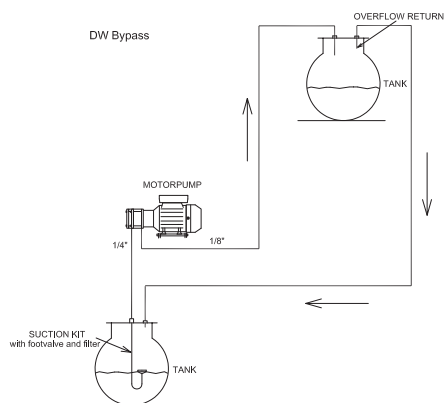 DW Bypass
OVERFLOW RETURN
TANK
MOTORPUMP
1/4"
1/8"
SUCTION KIT
with footvalve and filter
TANK